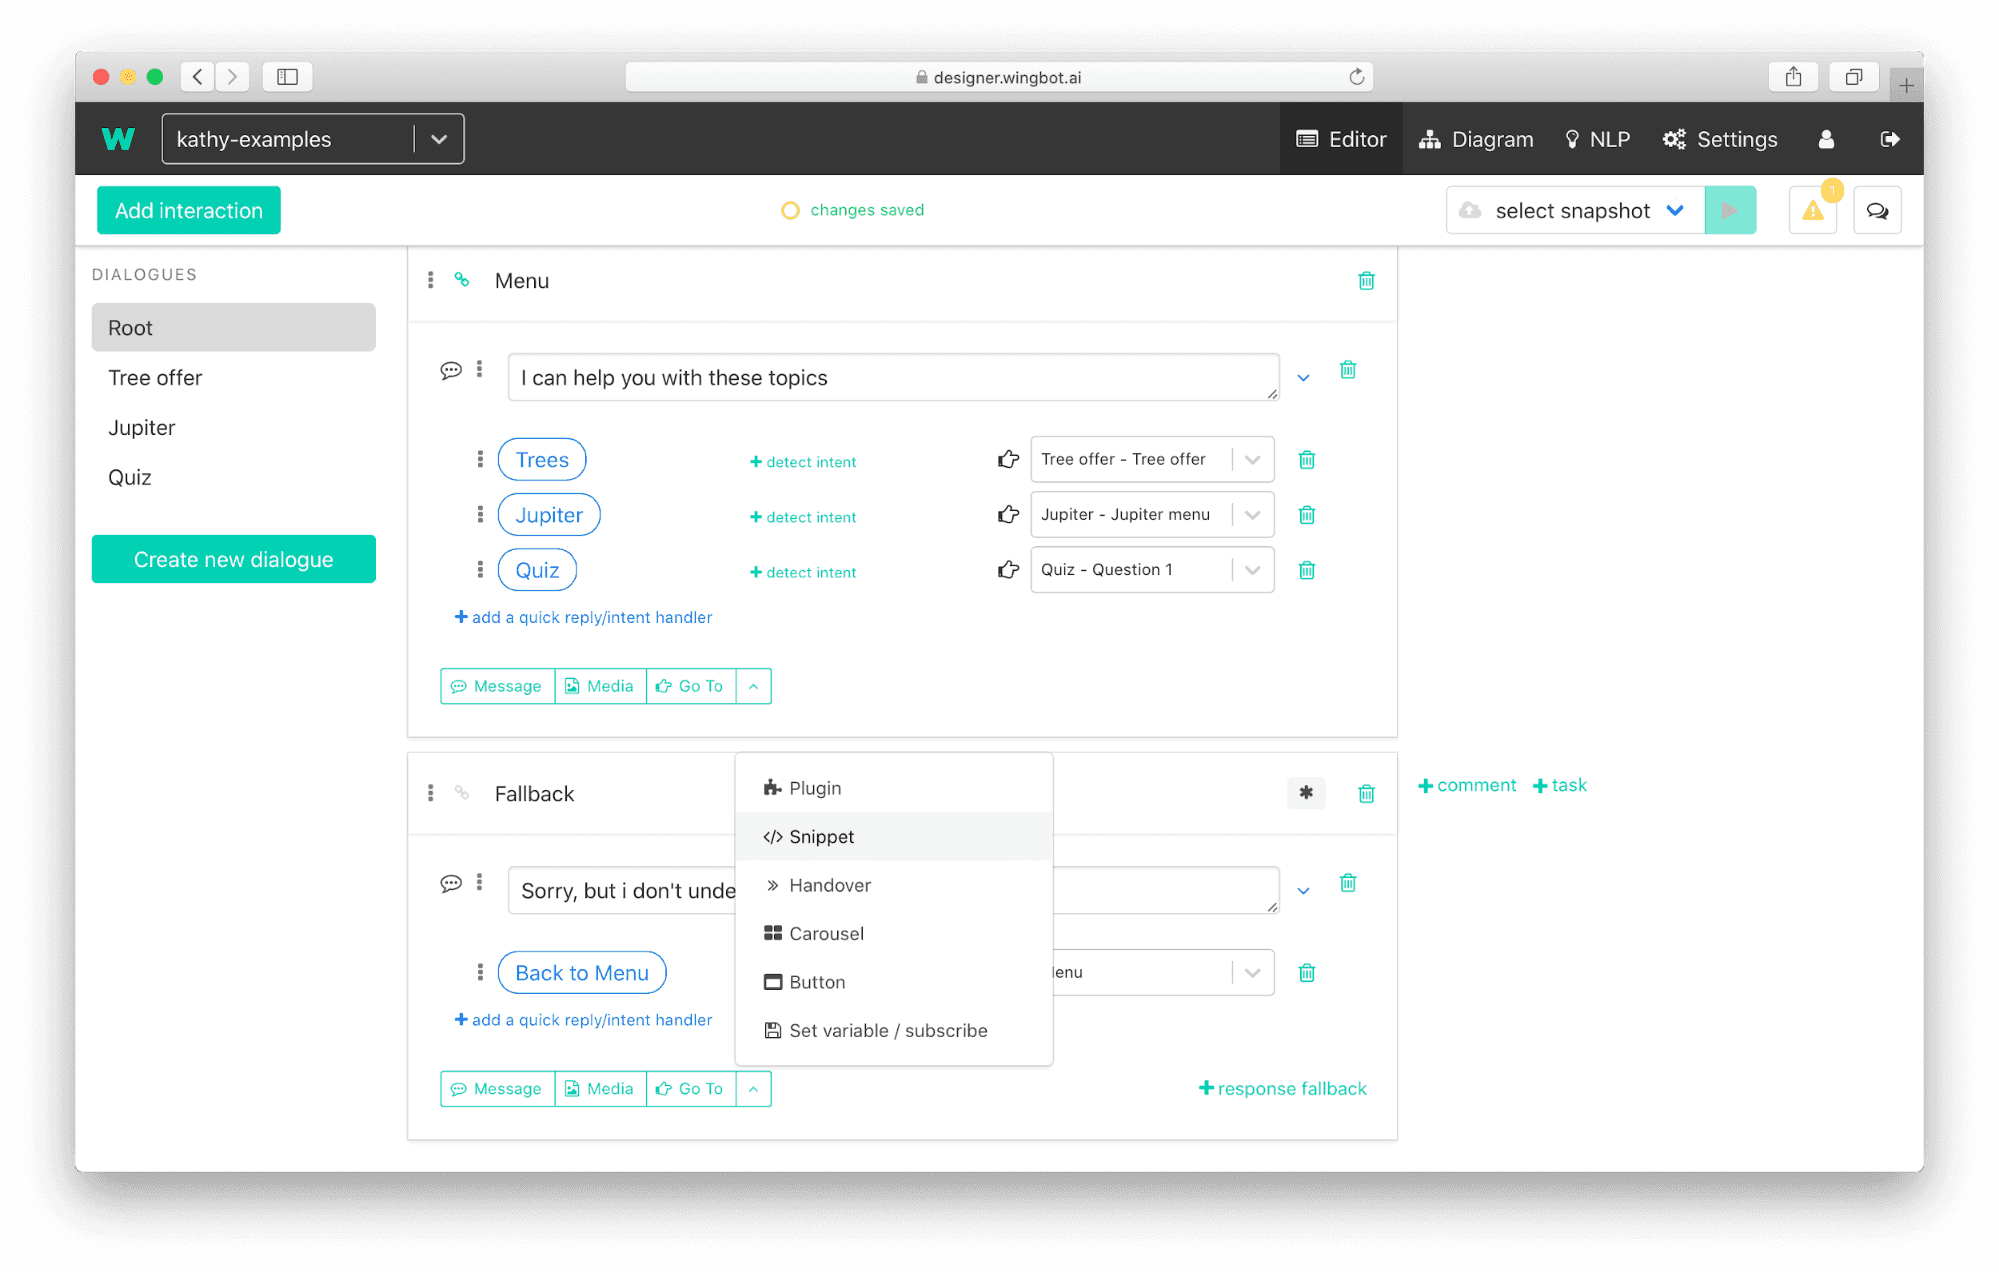 designer.wingbot.ai
W kathy-examples Editor Diagram NLP Settings
Add interaction changes saved select snapshot 1
DIALOGUES
Root
Tree offer
Jupiter
Quiz
Create new dialogue
Menu
I can help you with these topics
Trees + detect intent Tree offer - Tree offer
Jupiter + detect intent Jupiter - Jupiter menu
Quiz + detect intent Quiz - Question 1
+ add a quick reply/intent handler
Message Media Go To
Fallback * + comment + task
Sorry, but i don't unde
Back to Menu enu
+ add a quick reply/intent handler
Plugin
</> Snippet
Handover
Carousel
Button
Set variable / subscribe
Message Media Go To + response fallback